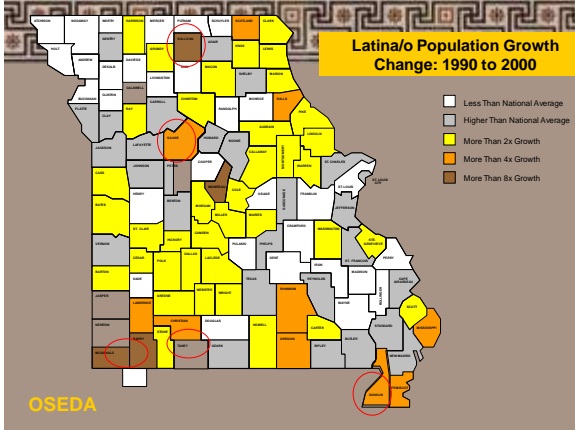 Latina/o Population Growth
Change: 1990 to 2000
Less Than National Average
Higher Than National Average
More Than 2x Growth
More Than 4x Growth
More Than 8x Growth
ATCHISON
WORTH
HARRISON
MERCER
PUTNAM
SCHUYLER
SCOTLAND
CLARK
HOLT
GENTRY
SULLIVAN
ADAIR
KNOX
LEWIS
ANDREW
DEKALB
DAVIESS
GRUNDY
MACON
SHELBY
MARION
LIVINGSTON
BUCHANAN
CLINTON
CALDWELL
CARROLL
CHARITON
RANDOLPH
MONROE
RALLS
PIKE
PLATTE
CLAY
RAY
SALINE
HOWARD
BOONE
AUDRAIN
LINCOLN
JACKSON
LAFAYETTE
CALLAWAY
MONTGOMERY
WARREN
ST. CHARLES
CASS
JOHNSON
PETTIS
COOPER
MONITEAU
COLE
OSAGE
GASCONADE
FRANKLIN
ST. LOUIS
ST. LOUIS
CITY
JEFFERSON
BATES
HENRY
BENTON
MORGAN
MILLER
MARIES
CRAWFORD
WASHINGTON
STE.
GENEVIEVE
ST. CLAIR
CAMDEN
HICKORY
PULASKI
PHELPS
ST. FRANCOIS
PERRY
VERNON
CEDAR
POLK
DALLAS
LACLEDE
DENT
IRON
MADISON
CAPE
GIRARDEAU
BARTON
DADE
TEXAS
REYNOLDS
BOLLINGER
JASPER
GREENE
WEBSTER
WRIGHT
SHANNON
WAYNE
SCOTT
LAWRENCE
MISSISSIPPI
NEWTON
CHRISTIAN
DOUGLAS
HOWELL
CARTER
STODDARD
STONE
OREGON
RIPLEY
BUTLER
NEW MADRID
MCDONALD
BARRY
TANEY
OZARK
DUNKLIN
PEMISCOT
OSEDA